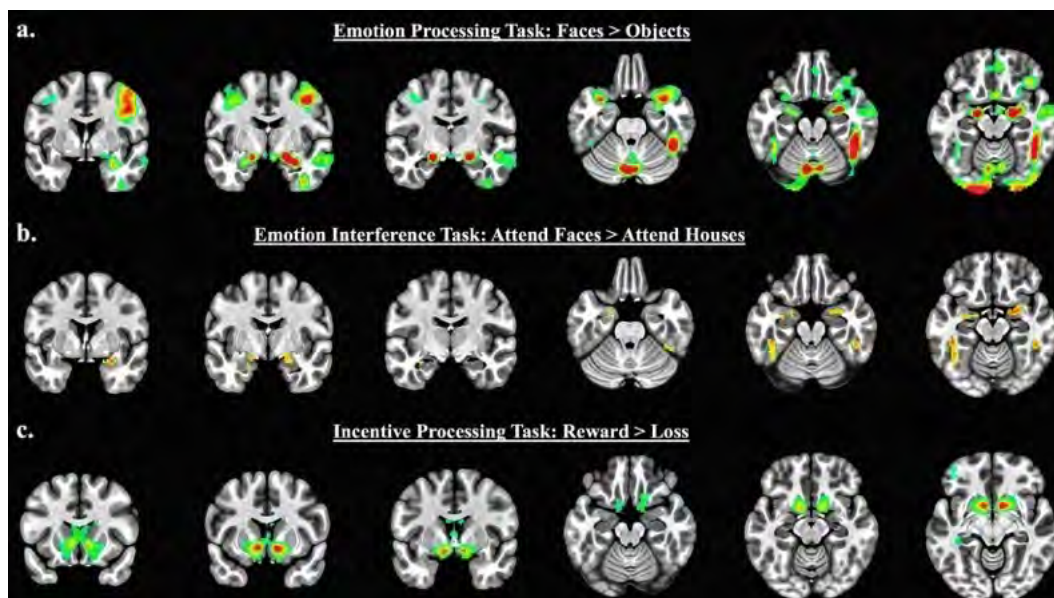 a.
Emotion Processing Task: Faces > Objects
b.
Emotion Interference Task: Attend Faces > Attend Houses
c.
Incentive Processing Task: Reward > Loss